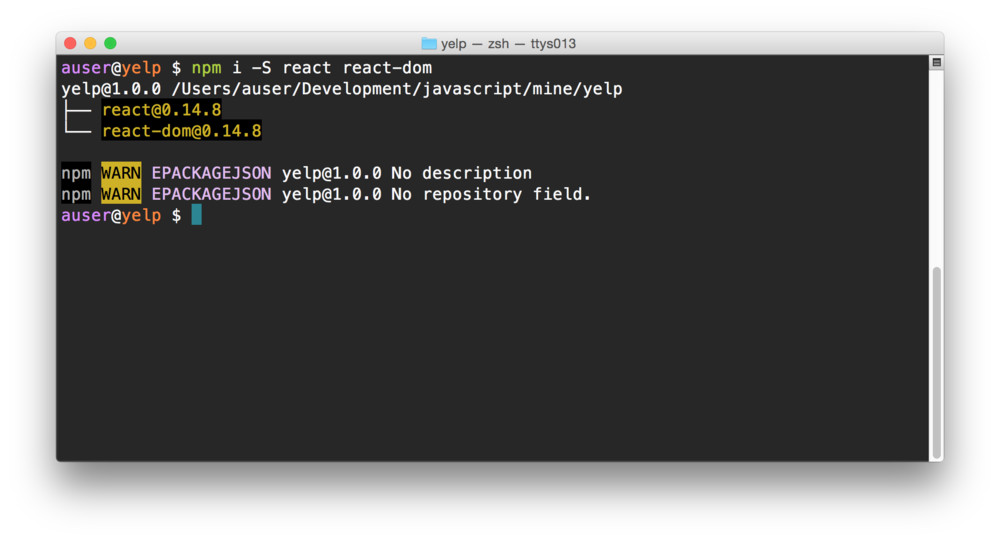 yelp — zsh — ttys013
auser@yelp $ npm i -S react react-dom
yelp@1.0.0 /Users/auser/Development/javascript/mine/yelp
├── react@0.14.8
└── react-dom@0.14.8
npm WARN EPACKAGEJSON yelp@1.0.0 No description
npm WARN EPACKAGEJSON yelp@1.0.0 No repository field.
auser@yelp $